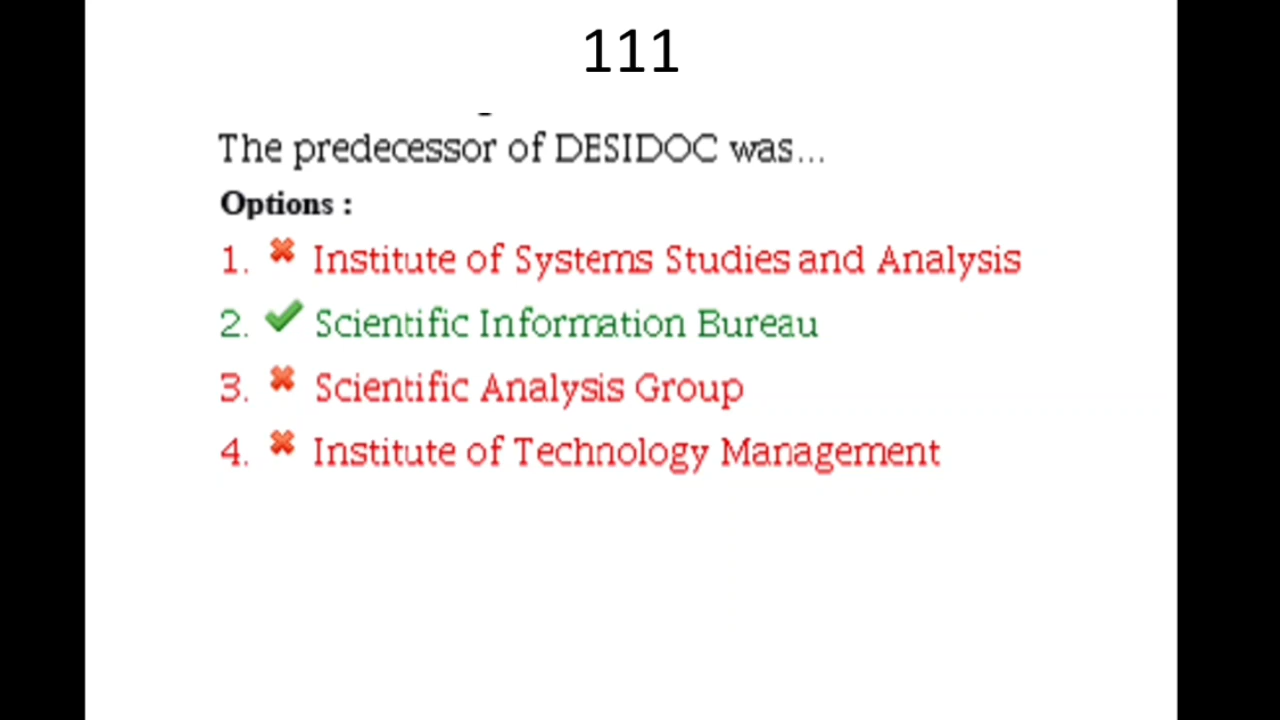 111
The predecessor of DESIDOC was...
Options :
1. ✖ Institute of Systems Studies and Analysis
2. ✔ Scientific Information Bureau
3. ✖ Scientific Analysis Group
4. ✖ Institute of Technology Management